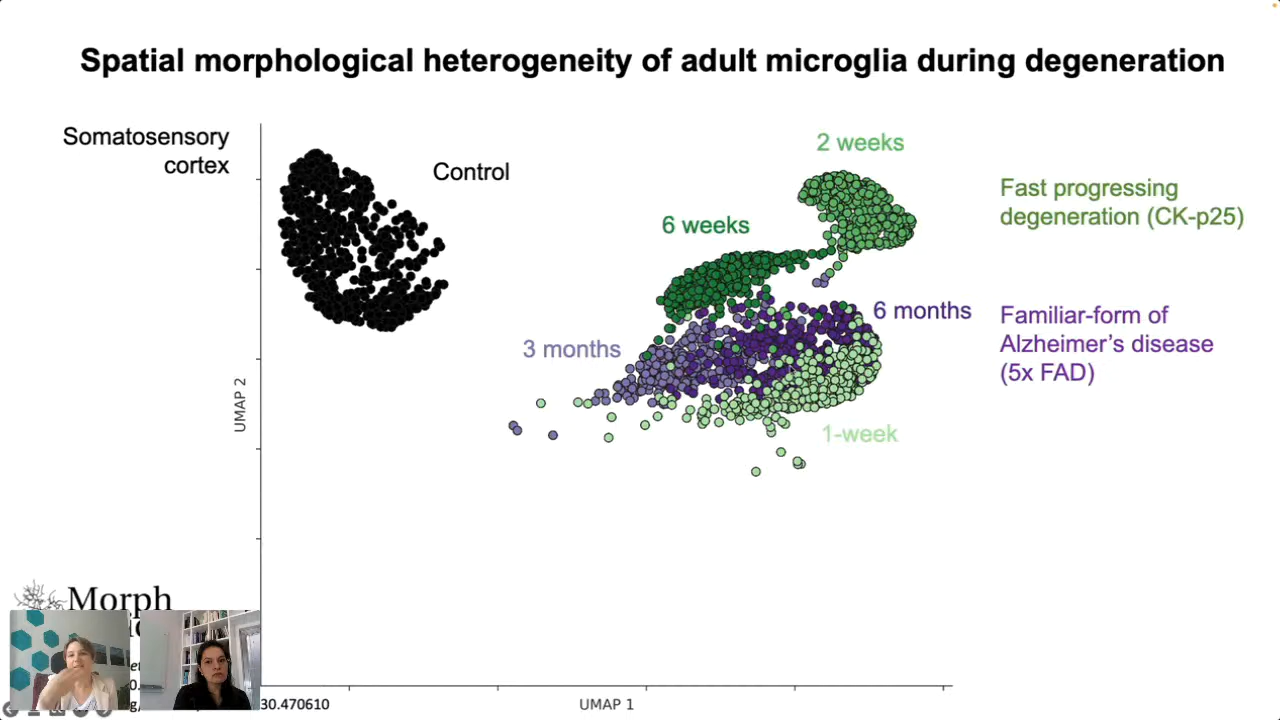 Spatial morphological heterogeneity of adult microglia during degeneration
Somatosensory
cortex
Control
2 weeks
6 weeks
Fast progressing
degeneration (CK-p25)
6 months
3 months
Familiar-form of
Alzheimer's disease
(5x FAD)
1-week
UMAP 2
Morph
30.470610
UMAP 1